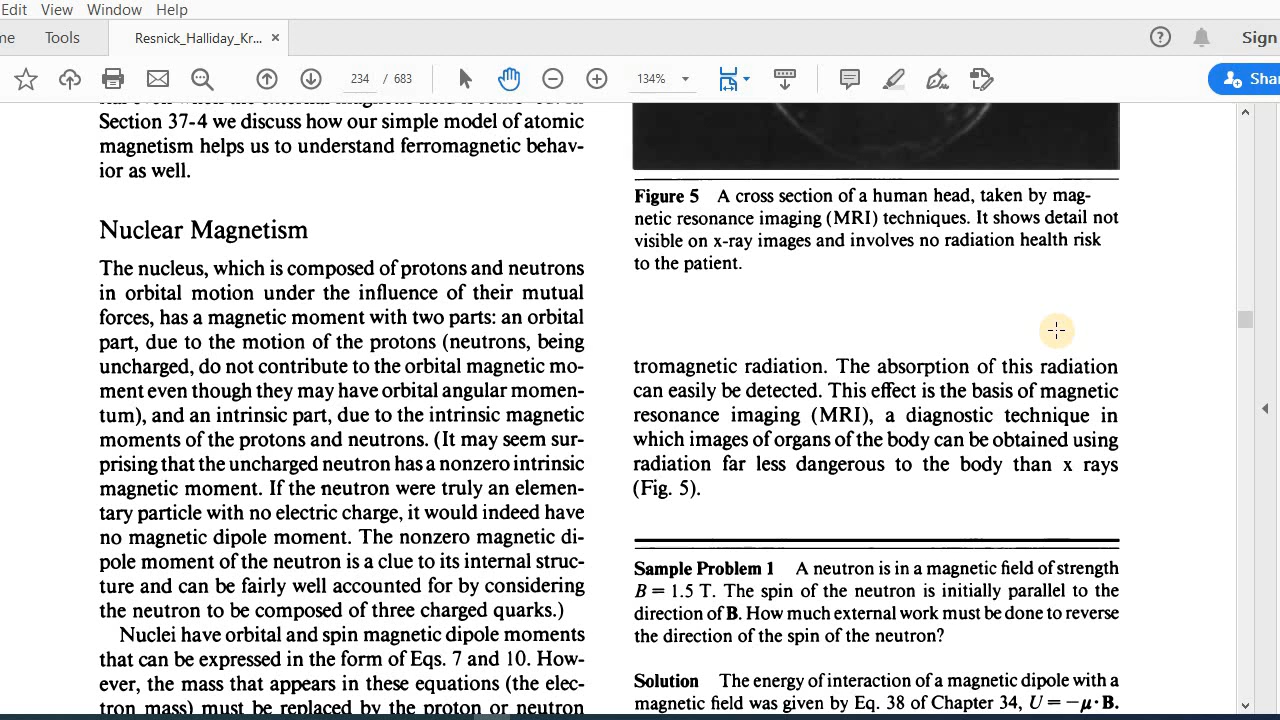 Edit View Window Help
me Tools Resnick_Halliday_Kr... × ? Sign
234 / 683 134% Shar
Section 37-4 we discuss how our simple model of atomic
magnetism helps us to understand ferromagnetic behav-
ior as well.
Nuclear Magnetism
The nucleus, which is composed of protons and neutrons
in orbital motion under the influence of their mutual
forces, has a magnetic moment with two parts: an orbital
part, due to the motion of the protons (neutrons, being
uncharged, do not contribute to the orbital magnetic mo-
ment even though they may have orbital angular momen-
tum), and an intrinsic part, due to the intrinsic magnetic
moments of the protons and neutrons. (It may seem sur-
prising that the uncharged neutron has a nonzero intrinsic
magnetic moment. If the neutron were truly an elemen-
tary particle with no electric charge, it would indeed have
no magnetic dipole moment. The nonzero magnetic di-
pole moment of the neutron is a clue to its internal struc-
ture and can be fairly well accounted for by considering
the neutron to be composed of three charged quarks.)
Nuclei have orbital and spin magnetic dipole moments
that can be expressed in the form of Eqs. 7 and 10. How-
ever, the mass that appears in these equations (the elec-
tron mass) must be replaced by the proton or neutron
Figure 5 A cross section of a human head, taken by mag-
netic resonance imaging (MRI) techniques. It shows detail not
visible on x-ray images and involves no radiation health risk
to the patient.
tromagnetic radiation. The absorption of this radiation
can easily be detected. This effect is the basis of magnetic
resonance imaging (MRI), a diagnostic technique in
which images of organs of the body can be obtained using
radiation far less dangerous to the body than x rays
(Fig. 5).
Sample Problem 1 A neutron is in a magnetic field of strength
B = 1.5 T. The spin of the neutron is initially parallel to the
direction of B. How much external work must be done to reverse
the direction of the spin of the neutron?
Solution The energy of interaction of a magnetic dipole with a
magnetic field was given by Eq. 38 of Chapter 34, U = −μ·B.